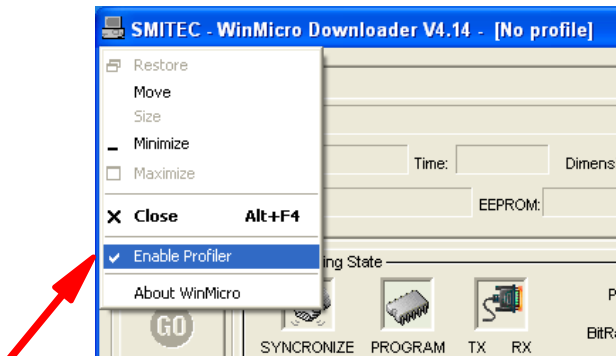 SMITEC - WinMicro Downloader V4.14 - [No profile]
Restore
Move
Size
Minimize
Maximize
Close Alt+F4
Enable Profiler
About WinMicro
Time:
Dimens
EEPROM:
ing State
GO
SYNCRONIZE PROGRAM TX RX
P
BitRa